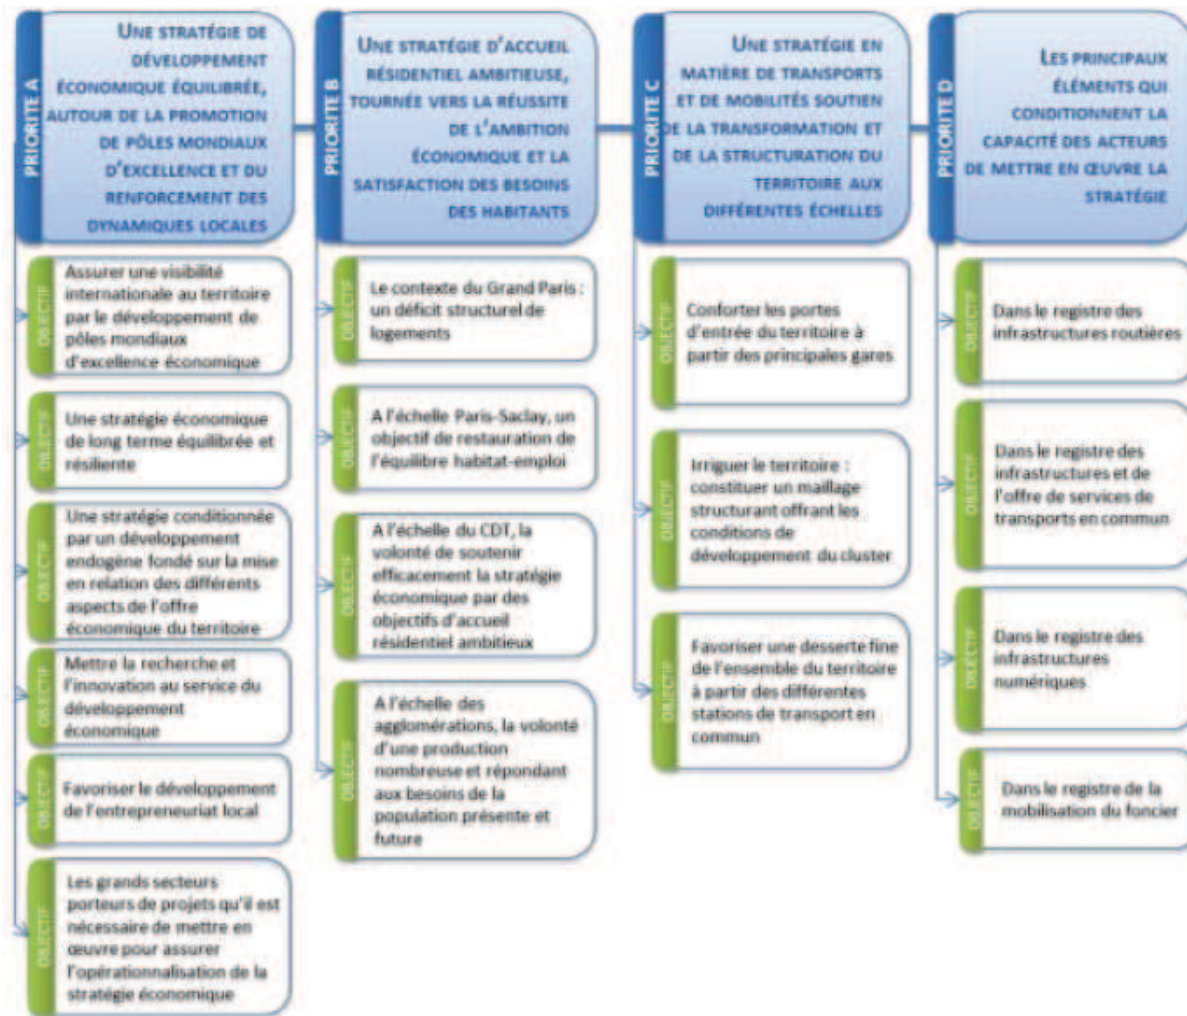 PRIORITE A
UNE STRATÉGIE DE
DÉVELOPPEMENT
ÉCONOMIQUE ÉQUILIBRÉE,
AUTOUR DE LA PROMOTION
DE PÔLES MONDIAUX
D'EXCELLENCE ET DU
RENFORCEMENT DES
DYNAMIQUES LOCALES
OBJECTIF
Assurer une visibilité
internationale au territoire
par le développement de
pôles mondiaux
d'excellence économique
OBJECTIF
Une stratégie économique
de long terme équilibrée et
résiliente
OBJECTIF
Une stratégie conditionnée
par un développement
endogène fondé sur la mise
en relation des différents
aspects de l'offre
économique du territoire
OBJECTIF
Mettre la recherche et
l'innovation au service du
développement
économique
OBJECTIF
Favoriser le développement
de l'entrepreneuriat local
OBJECTIF
Les grands secteurs
porteurs de projets qu'il est
nécessaire de mettre en
œuvre pour assurer
l'opérationnalisation de la
stratégie économique
PRIORITE B
UNE STRATÉGIE D'ACCUEIL
RÉSIDENTIEL AMBITIEUSE,
TOURNÉE VERS LA RÉUSSITE
DE L'AMBITION
ÉCONOMIQUE ET LA
SATISFACTION DES BESOINS
DES HABITANTS
OBJECTIF
Le contexte du Grand Paris :
un déficit structurel de
logements
OBJECTIF
A l'échelle Paris-Saclay, un
objectif de restauration de
l'équilibre habitat-emploi
OBJECTIF
A l'échelle du CDT, la
volonté de soutenir
efficacement la stratégie
économique par des
objectifs d'accueil
résidentiel ambitieux
OBJECTIF
A l'échelle des
agglomérations, la volonté
d'une production
nombreuse et répondant
aux besoins de la
population présente et
future
PRIORITE C
UNE STRATÉGIE EN
MATIÈRE DE TRANSPORTS
ET DE MOBILITÉS SOUTIEN
DE LA TRANSFORMATION ET
DE LA STRUCTURATION DU
TERRITOIRE AUX
DIFFÉRENTES ÉCHELLES
OBJECTIF
Conforter les portes
d'entrée du territoire à
partir des principales gares
OBJECTIF
Irriguer le territoire :
constituer un maillage
structurant offrant les
conditions de
développement du cluster
OBJECTIF
Favoriser une desserte fine
de l'ensemble du territoire
à partir des différentes
stations de transport en
commun
PRIORITE D
LES PRINCIPAUX
ÉLÉMENTS QUI
CONDITIONNENT LA
CAPACITÉ DES ACTEURS
DE METTRE EN ŒUVRE LA
STRATÉGIE
OBJECTIF
Dans le registre des
infrastructures routières
OBJECTIF
Dans le registre des
infrastructures et de
l'offre de services de
transports en commun
OBJECTIF
Dans le registre des
infrastructures
numériques
OBJECTIF
Dans le registre de la
mobilisation du foncier